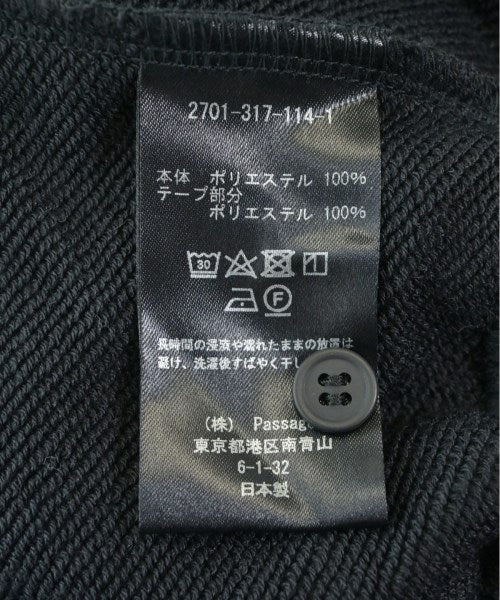 2701-317-114-1
本体 ポリエステル 100%
テープ部分
ポリエステル 100%
30
F
長時間の浸漬や濡れたままの放置は
避け、洗濯後すばやく干し
(株) Passag
東京都港区南青山
6-1-32
日本製